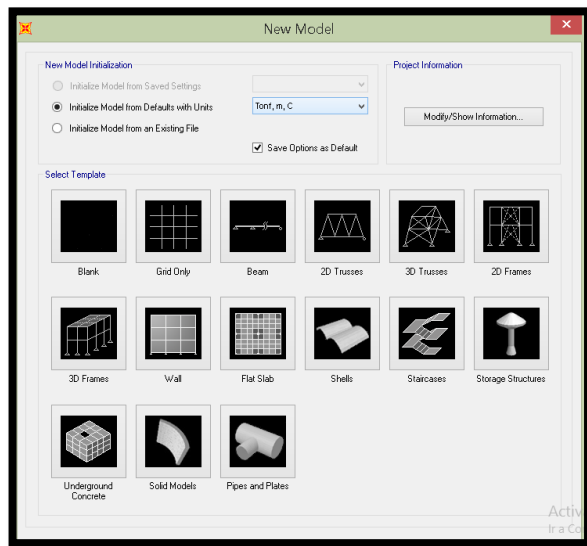 New Model
New Model Initialization
Project Information
Initialize Model from Saved Settings
Initialize Model from Defaults with Units
Tonf, m, C
Modify/Show Information...
Initialize Model from an Existing File
Save Options as Default
Select Template
Blank
Grid Only
Beam
2D Trusses
3D Trusses
2D Frames
3D Frames
Wall
Flat Slab
Shells
Staircases
Storage Structures
Underground
Concrete
Solid Models
Pipes and Plates
Activ
Ir a Co